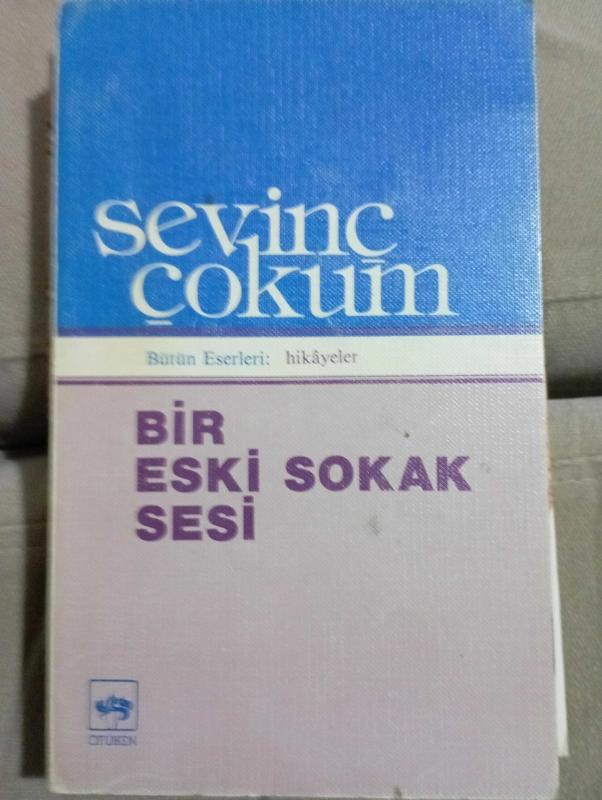 sevinç
çokum
Bütün Eserleri: hikâyeler
BİR
ESKİ SOKAK
SESİ
ÖTÜKEN